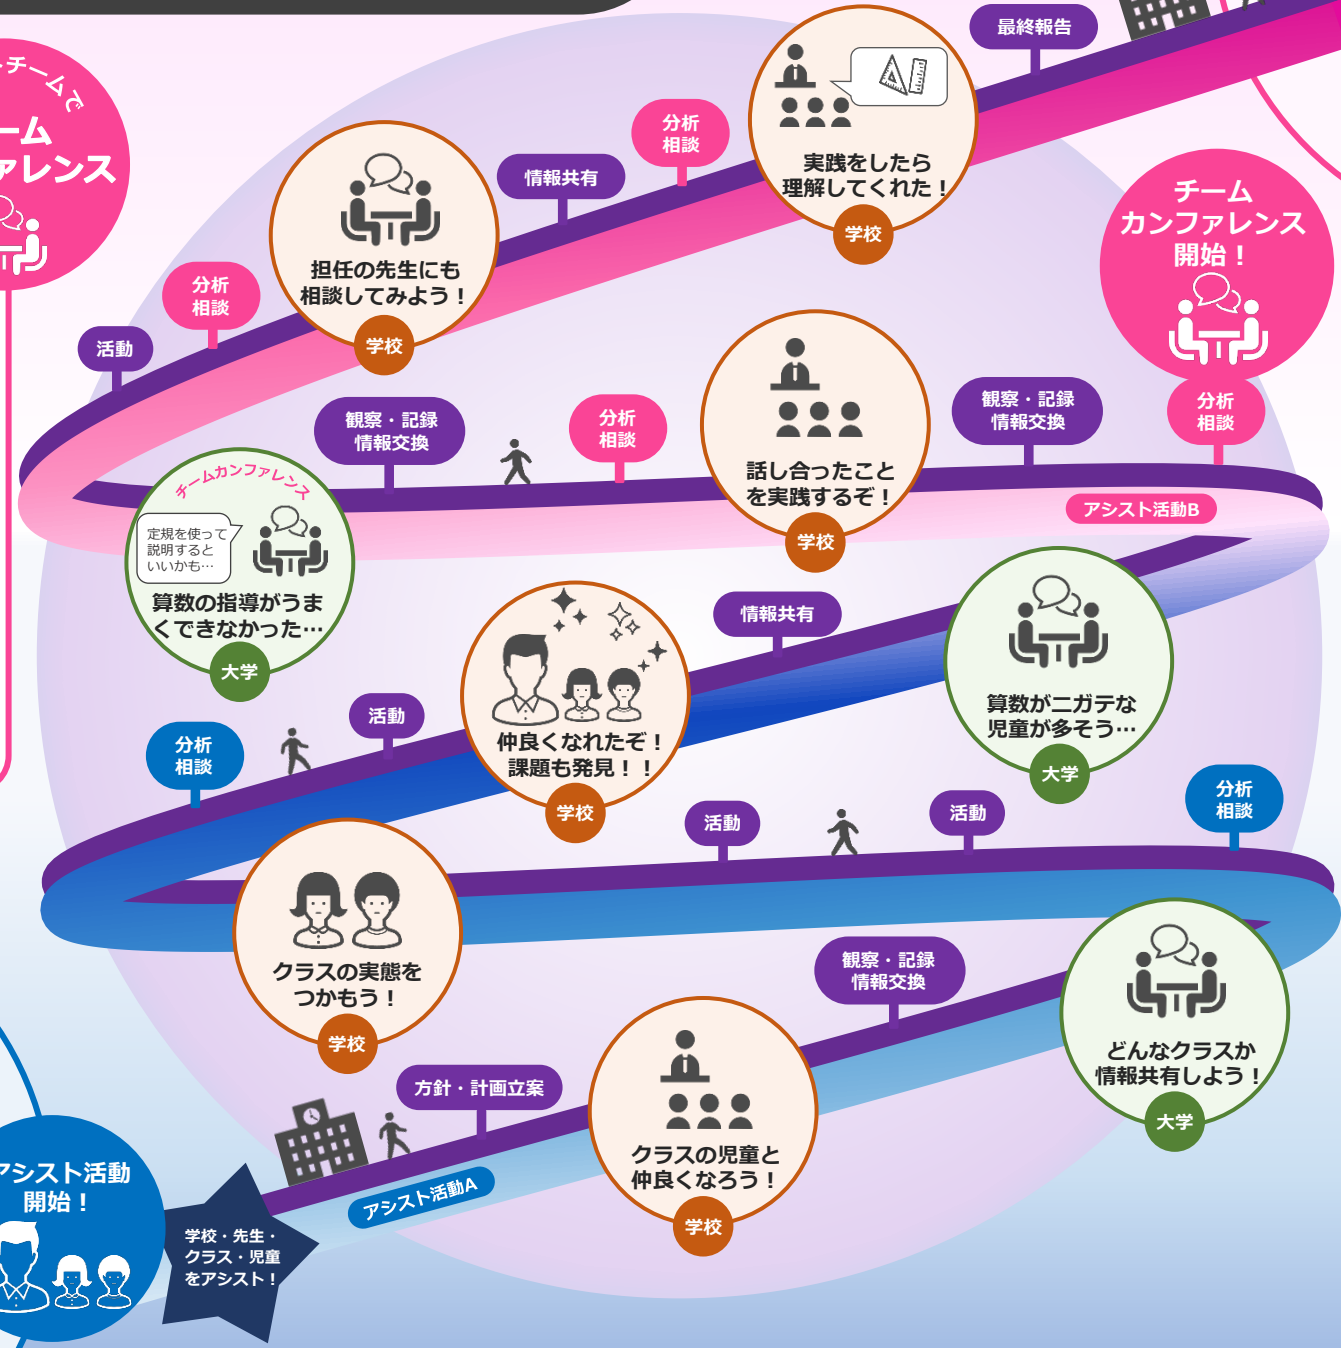 最終報告
チームで
ーム
ァレンス
分析
相談
実践をしたら
理解してくれた！
学校
情報共有
担任の先生にも
相談してみよう！
学校
チーム
カンファレンス
開始！
分析
相談
活動
観察・記録
情報交換
分析
相談
話し合ったこと
を実践するぞ！
学校
観察・記録
情報交換
分析
相談
アシスト活動B
チームカンファレンス
定規を使って
説明すると
いいかも…
算数の指導がうま
くできなかった…
大学
情報共有
算数がニガテな
児童が多そう…
大学
仲良くなれたぞ！
課題も発見！！
学校
活動
分析
相談
活動
活動
分析
相談
クラスの実態を
つかもう！
学校
観察・記録
情報交換
どんなクラスか
情報共有しよう！
大学
方針・計画立案
クラスの児童と
仲良くなろう！
学校
アシスト活動A
アシスト活動
開始！
学校・先生・
クラス・児童
をアシスト！